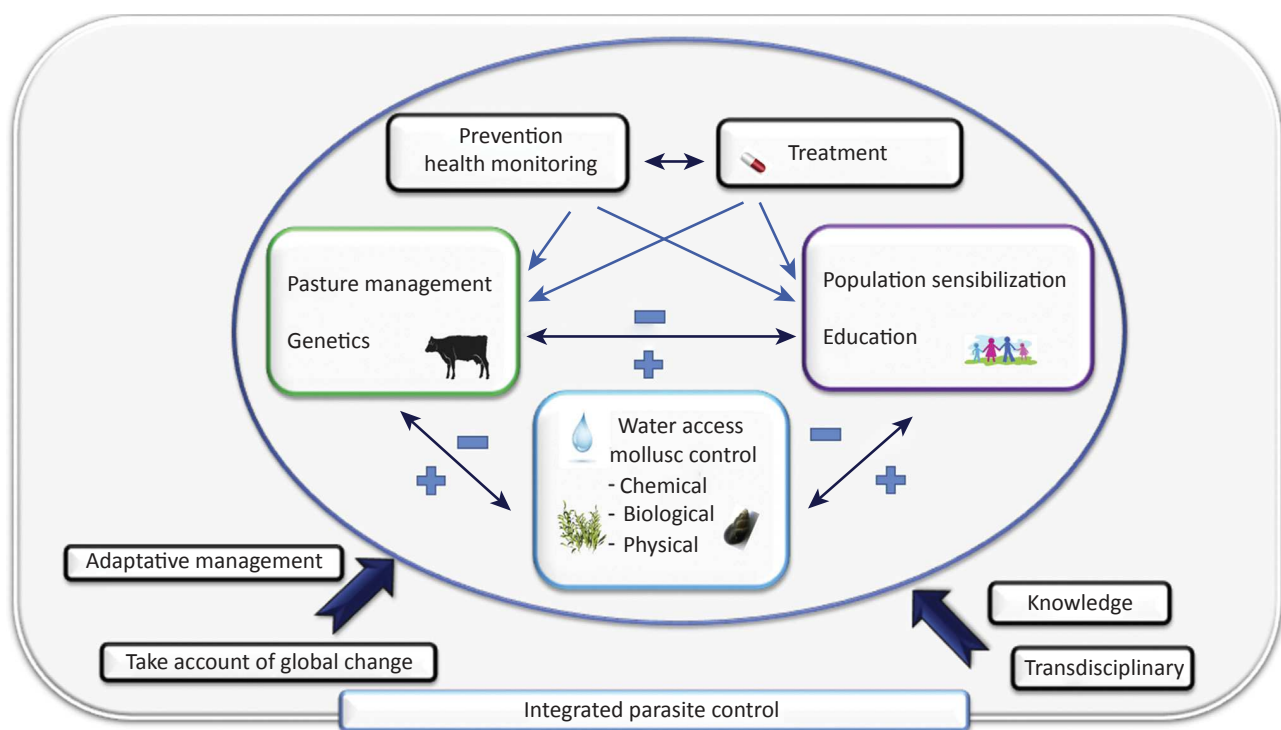 Prevention
health monitoring
Treatment
Pasture management
Genetics
Population sensibilization
Education
Water access
mollusc control
- Chemical
- Biological
- Physical
Adaptative management
Take account of global change
Knowledge
Transdisciplinary
Integrated parasite control